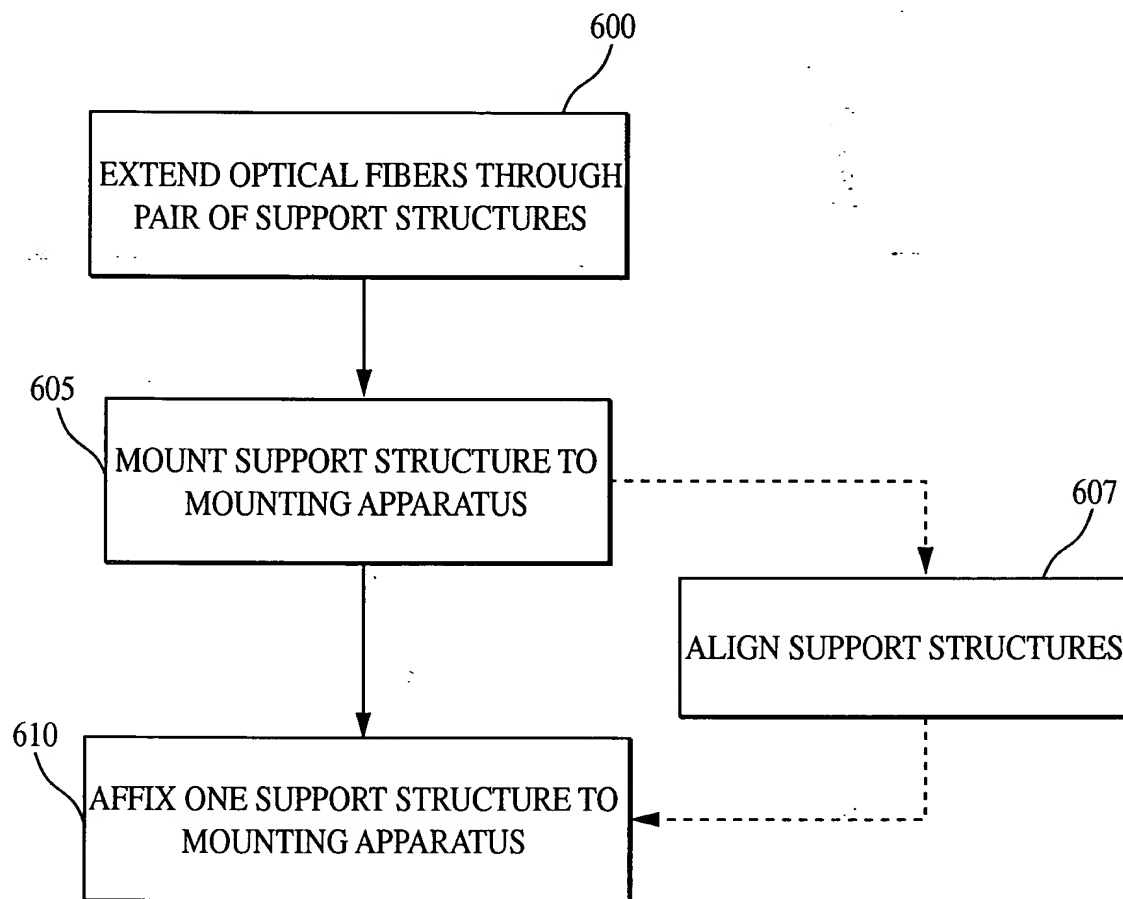 600
EXTEND OPTICAL FIBERS THROUGH
PAIR OF SUPPORT STRUCTURES
605
MOUNT SUPPORT STRUCTURE TO
MOUNTING APPARATUS
607
ALIGN SUPPORT STRUCTURES
610
AFFIX ONE SUPPORT STRUCTURE TO
MOUNTING APPARATUS